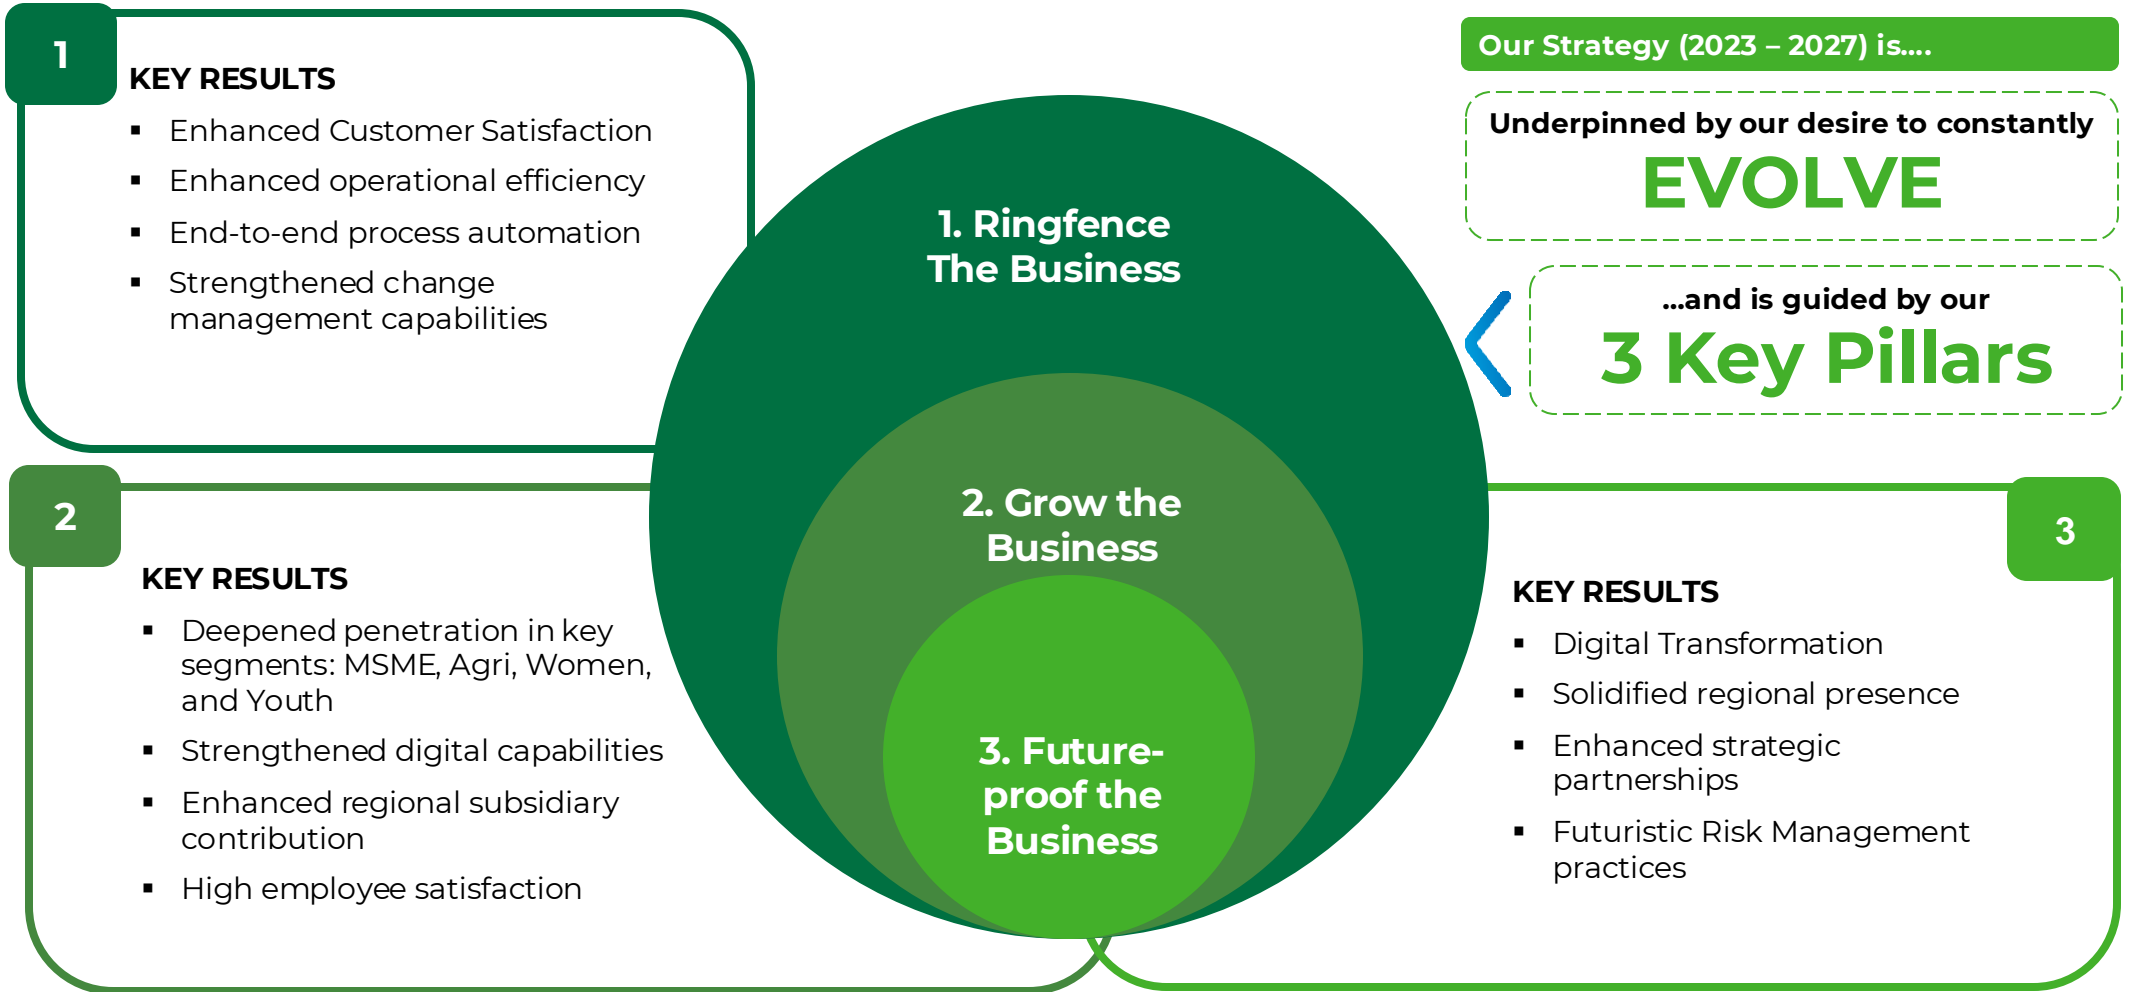 1
KEY RESULTS
▪ Enhanced Customer Satisfaction
▪ Enhanced operational efficiency
▪ End-to-end process automation
▪ Strengthened change
management capabilities
Our Strategy (2023 – 2027) is....
Underpinned by our desire to constantly
EVOLVE
...and is guided by our
3 Key Pillars
1. Ringfence
The Business
2. Grow the
Business
3. Future-
proof the
Business
2
KEY RESULTS
▪ Deepened penetration in key
segments: MSME, Agri, Women,
and Youth
▪ Strengthened digital capabilities
▪ Enhanced regional subsidiary
contribution
▪ High employee satisfaction
3
KEY RESULTS
▪ Digital Transformation
▪ Solidified regional presence
▪ Enhanced strategic
partnerships
▪ Futuristic Risk Management
practices